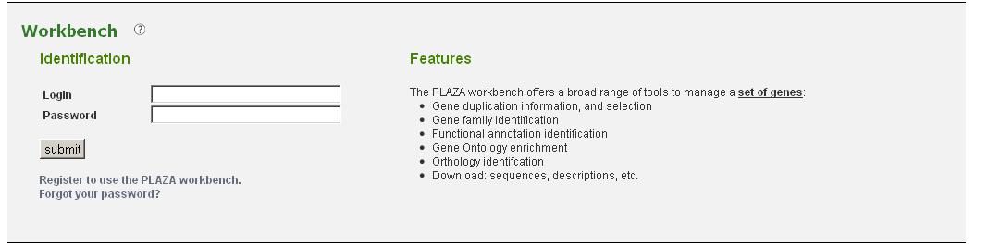 Workbench ?
Identification
Login
Password
submit
Register to use the PLAZA workbench.
Forgot your password?
Features
The PLAZA workbench offers a broad range of tools to manage a set of genes:
• Gene duplication information, and selection
• Gene family identification
• Functional annotation identification
• Gene Ontology enrichment
• Orthology identifcation
• Download: sequences, descriptions, etc.